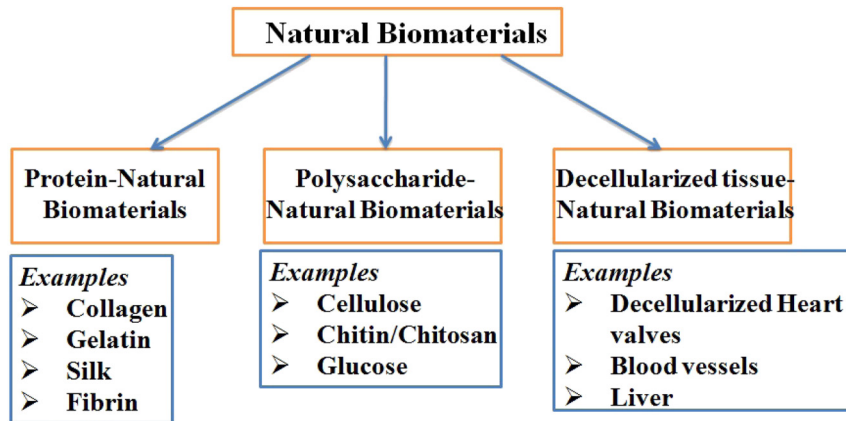 Natural Biomaterials
Protein-Natural
Biomaterials
Polysaccharide-
Natural Biomaterials
Decellularized tissue-
Natural Biomaterials
Examples
➢ Collagen
➢ Gelatin
➢ Silk
➢ Fibrin
Examples
➢ Cellulose
➢ Chitin/Chitosan
➢ Glucose
Examples
➢ Decellularized Heart
valves
➢ Blood vessels
➢ Liver